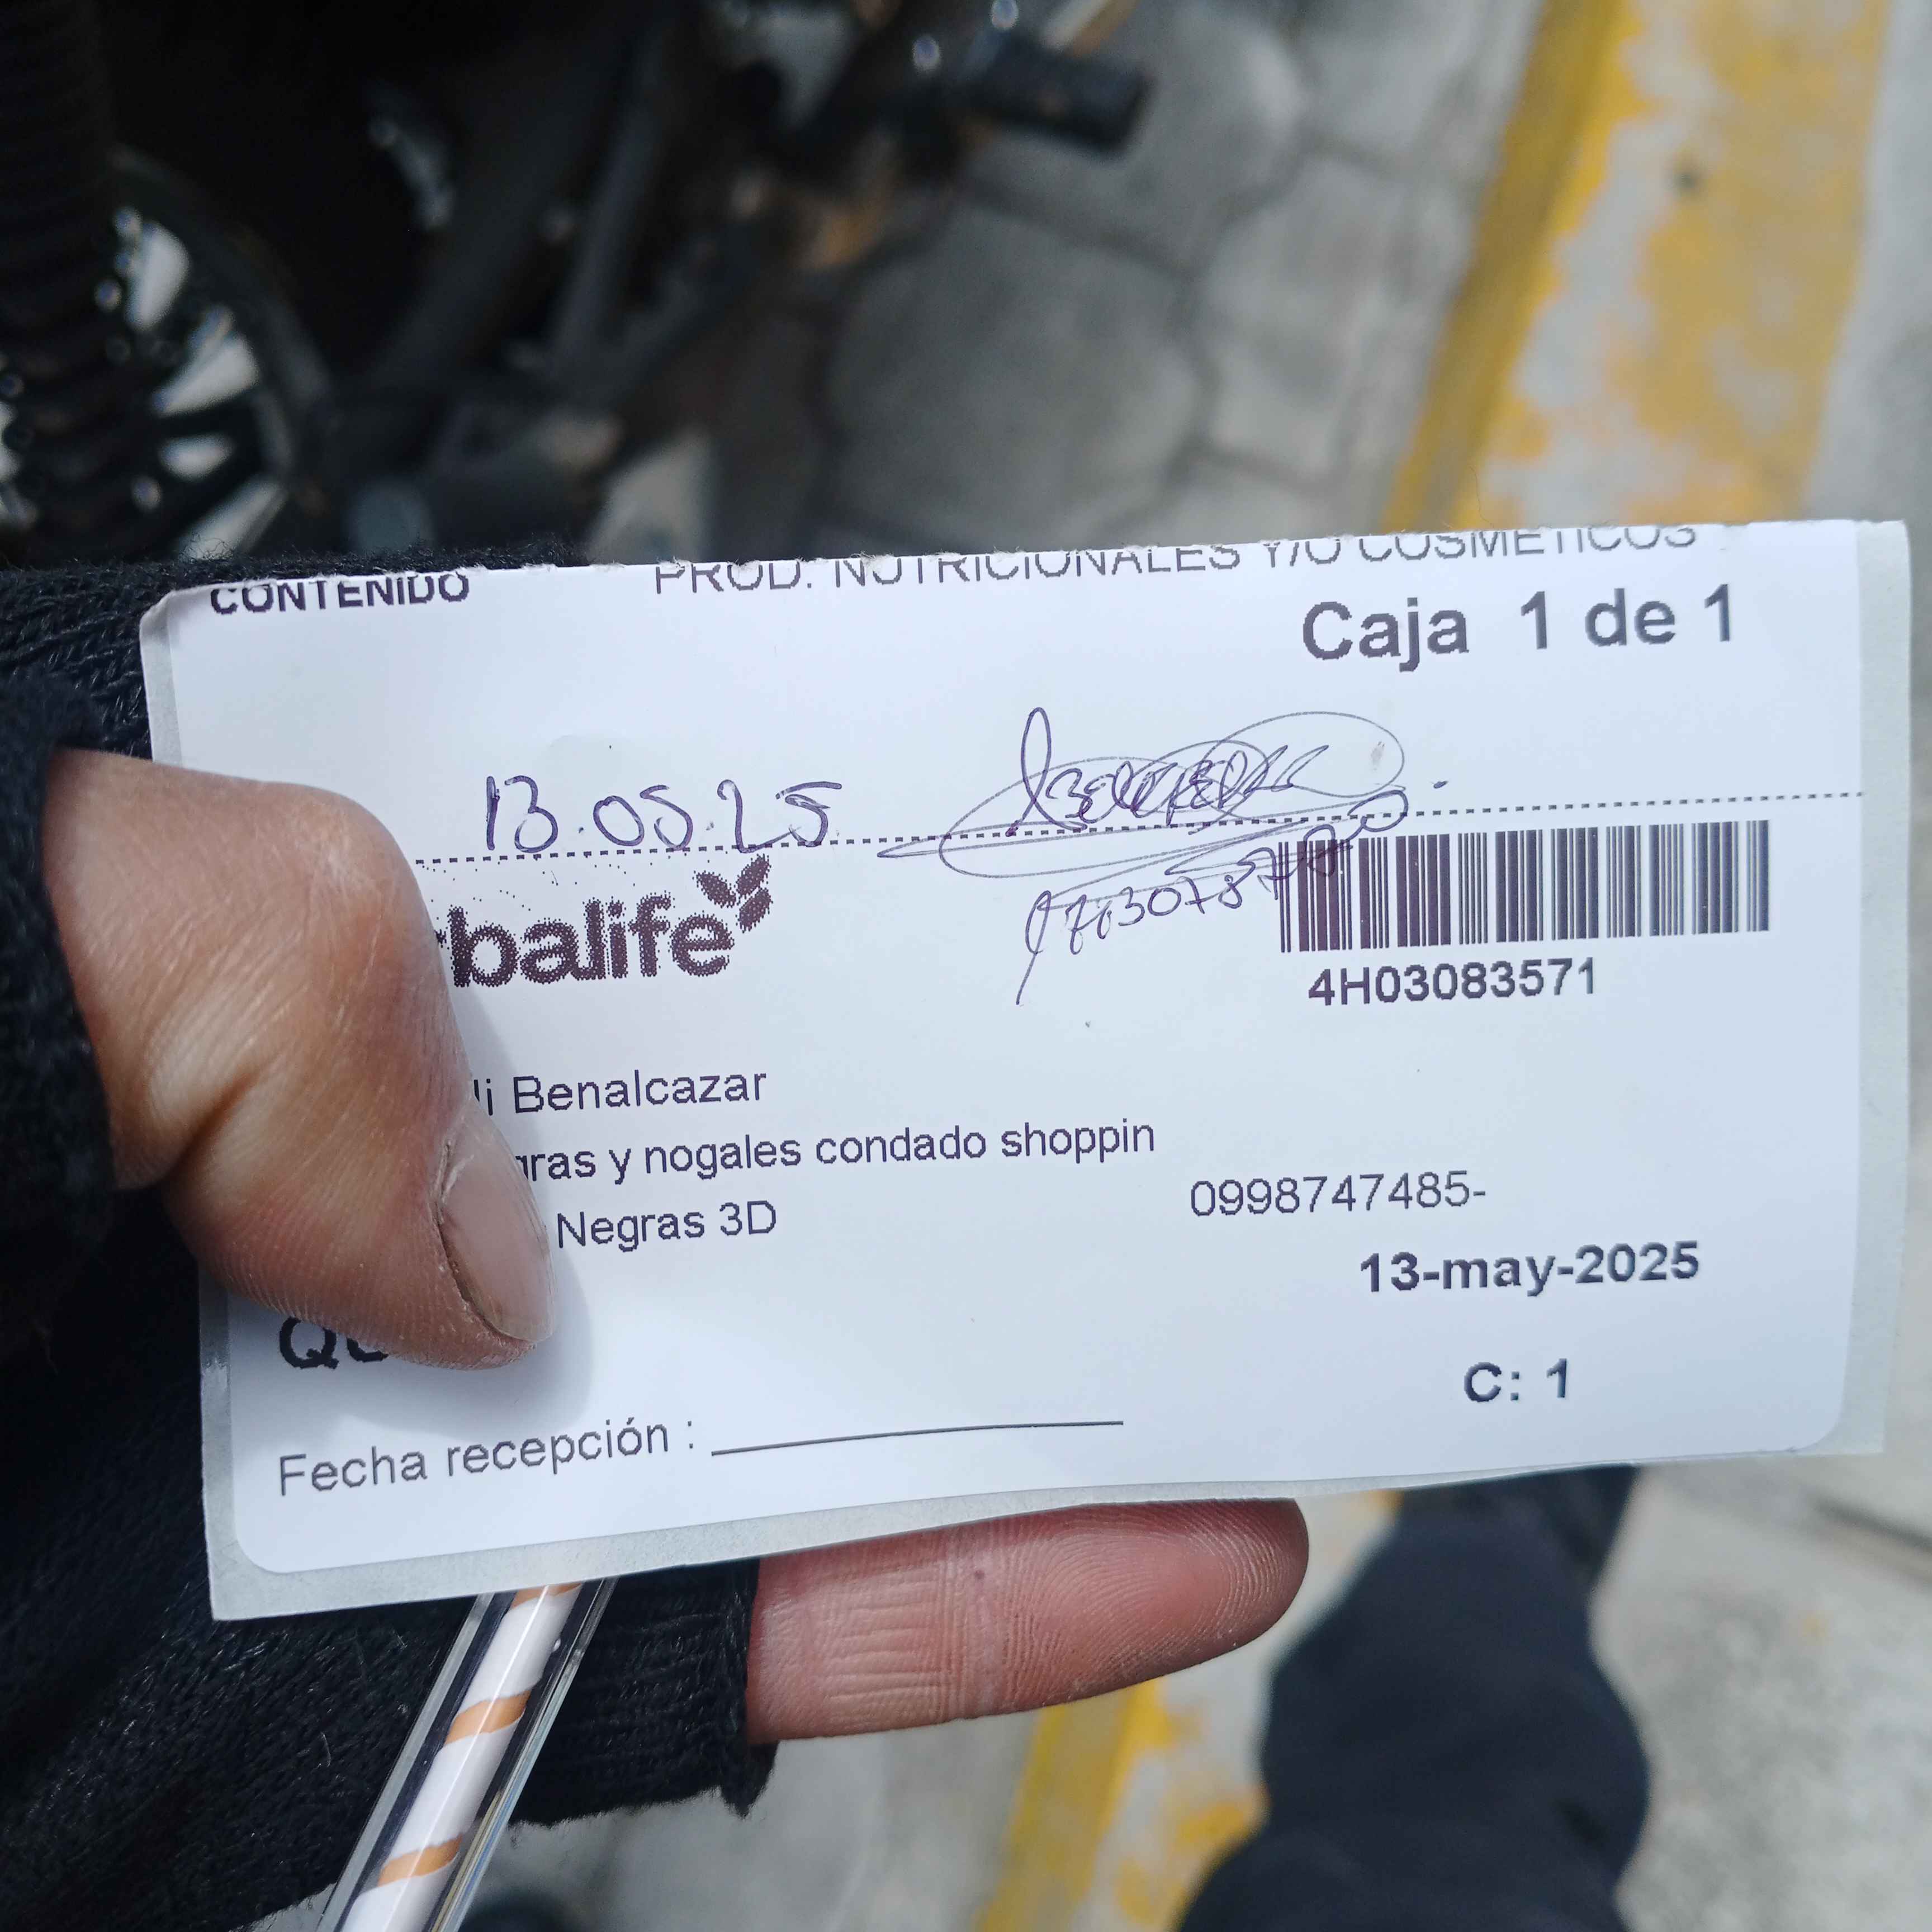 CONTENIDO PROD. NUTRICIONALES Y/O COSMETICOS
Caja 1 de 1
13.05.25
balife
4H03083571
li Benalcazar
gras y nogales condado shoppin
Negras 3D
0998747485-
13-may-2025
C: 1
Fecha recepción :